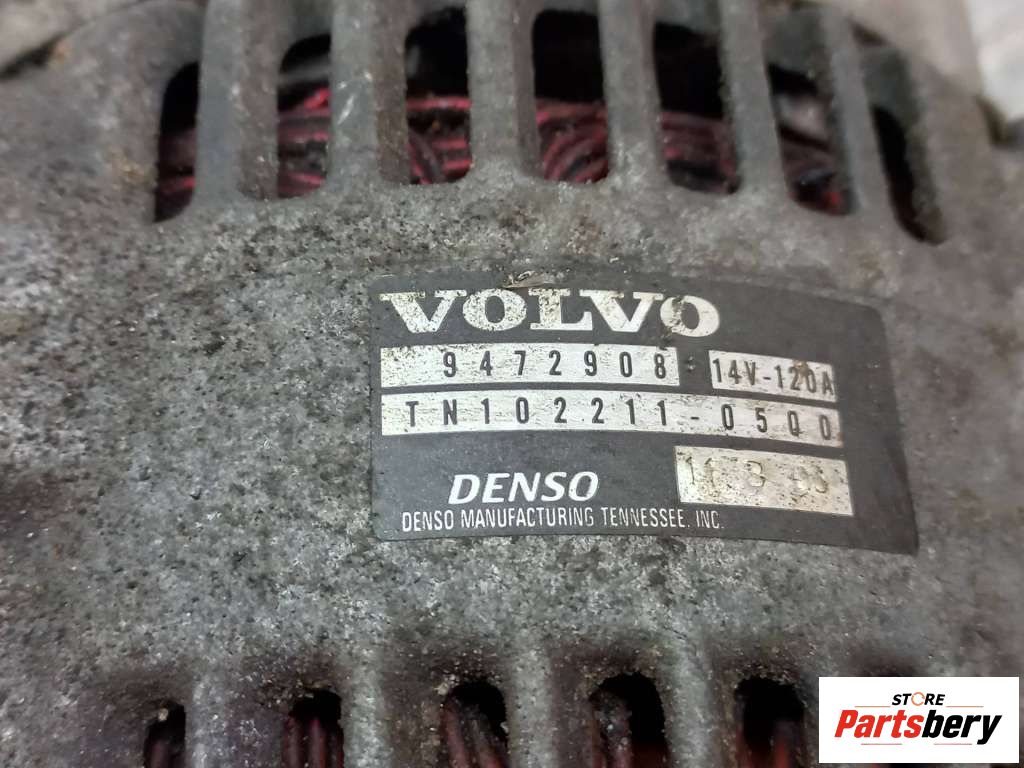 VOLVO
9472908
14V-120A
TN102211-0500
DENSO
DENSO MANUFACTURING TENNESSEE, INC.
STORE
Partsbery